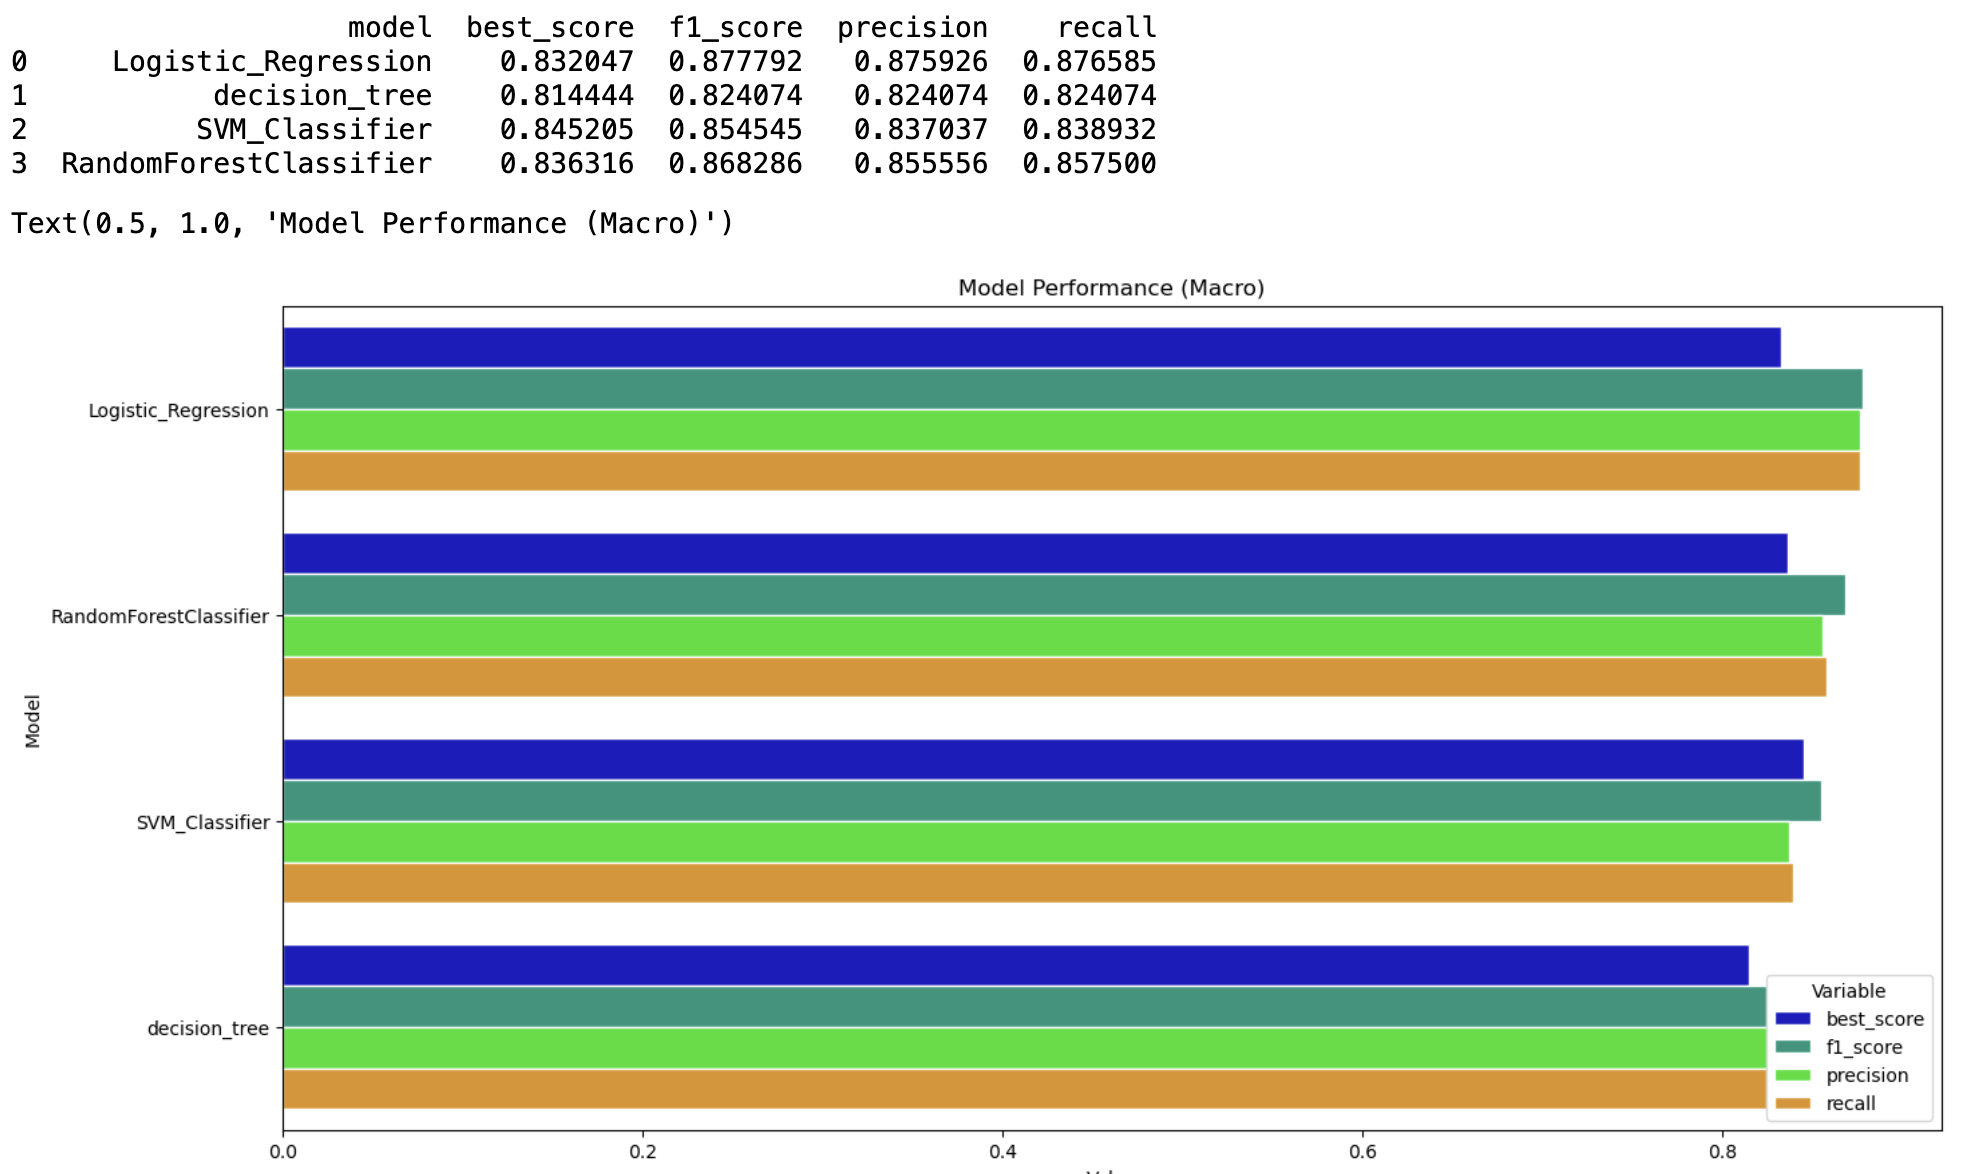 model best_score f1_score precision recall
0 Logistic_Regression 0.832047 0.877792 0.875926 0.876585
1 decision_tree 0.814444 0.824074 0.824074 0.824074
2 SVM_Classifier 0.845205 0.854545 0.837037 0.838932
3 RandomForestClassifier 0.836316 0.868286 0.855556 0.857500
Text(0.5, 1.0, 'Model Performance (Macro)')
Model Performance (Macro)
Model
Logistic_Regression
RandomForestClassifier
SVM_Classifier
decision_tree
Variable
best_score
f1_score
precision
recall
0.0 0.2 0.4 0.6 0.8